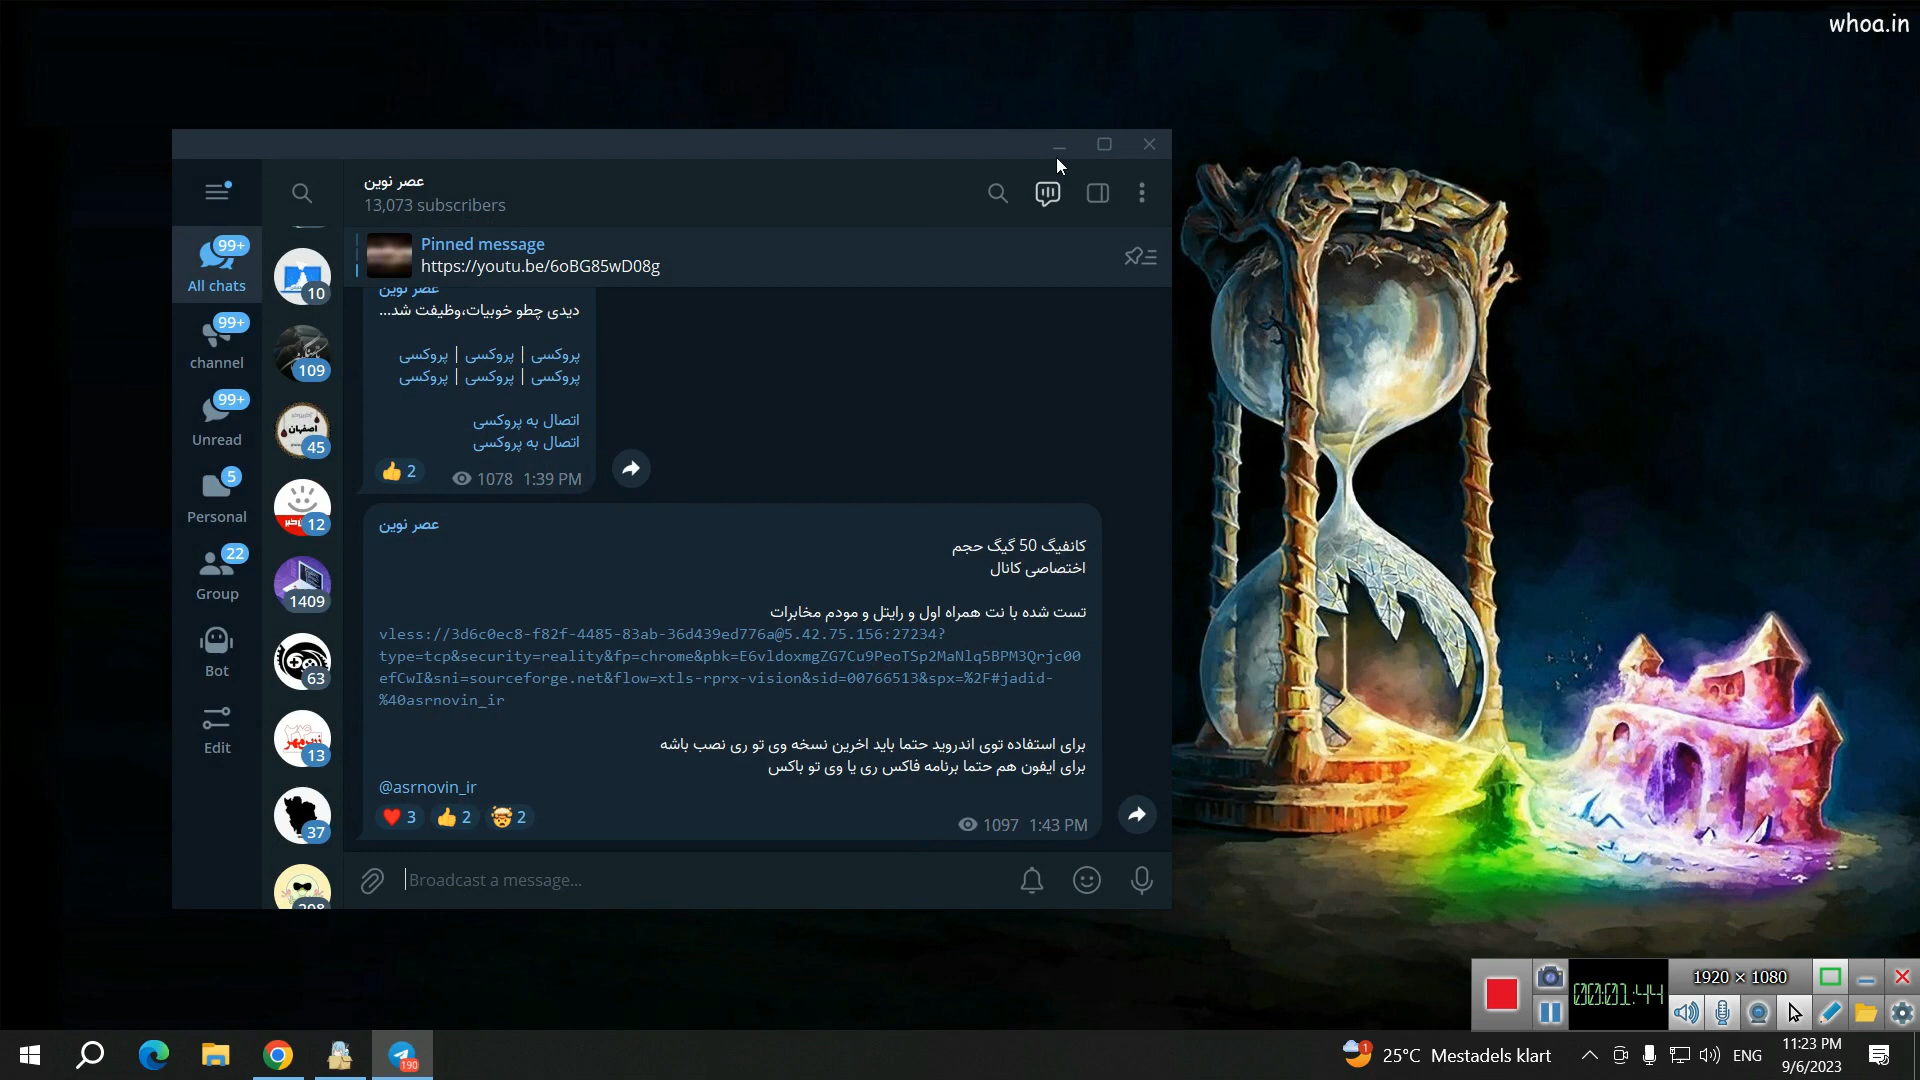 whoa.in
عصر نوین
13,073 subscribers
Pinned message
https://youtu.be/6oBG85wD08g
99+
All chats
99+
channel
99+
Unread
5
Personal
22
Group
Bot
Edit
10
109
اصفهان
45
12
1409
63
13
37
298
عصر نوین
دیدی چطو خوبیات،وظیفت شد...
پروکسی | پروکسی | پروکسی
پروکسی | پروکسی | پروکسی
اتصال به پروکسی
اتصال به پروکسی
2
1078 1:39 PM
عصر نوین
کانفیگ 50 گیگ حجم
اختصاصی کانال
تست شده با نت همراه اول و رایتل و مودم مخابرات
vless://3d6c0ec8-f82f-4485-83ab-36d439ed776a@5.42.75.156:27234?
type=tcp&security=reality&fp=chrome&pbk=E6vldoxmgZG7Cu9PeoTSp2MaNlq5BPM3Qrjc00
efCwI&sni=sourceforge.net&flow=xtls-rprx-vision&sid=00766513&spx=%2F#jadid-
%40asrnovin_ir
برای استفاده توی اندروید حتما باید اخرین نسخه وی تو ری نصب باشه
برای ایفون هم حتما برنامه فاکس ری یا وی تو باکس
@asrnovin_ir
3 2 2
1097 1:43 PM
Broadcast a message...
1920 × 1080
00:01:44
190
1
25°C Mestadels klart
ENG
11:23 PM
9/6/2023